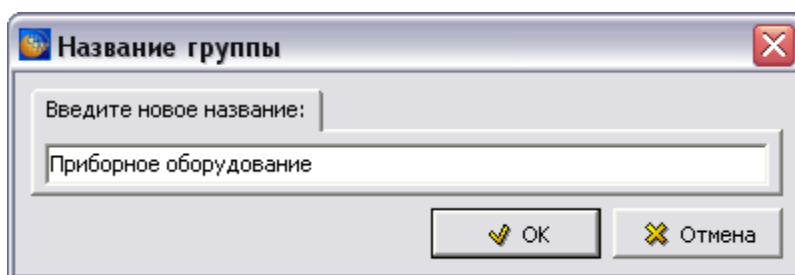 Название группы
Введите новое название:
Приборное оборудование
OK Отмена